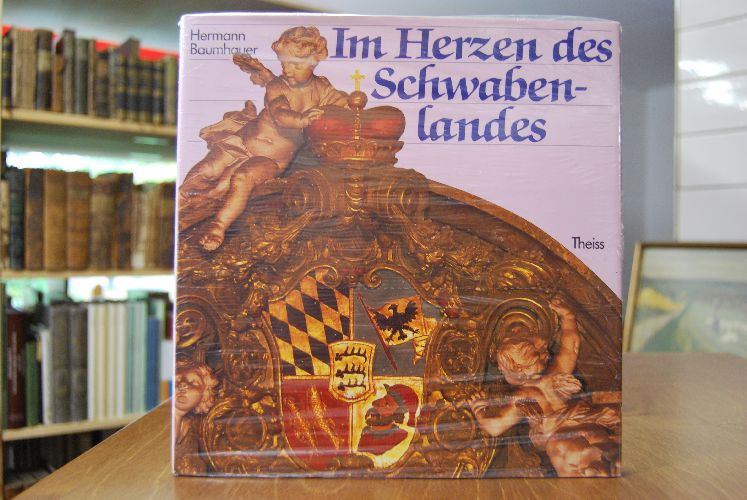 Hermann
Baumhauer
Im Herzen des
Schwaben-
landes
Theiss